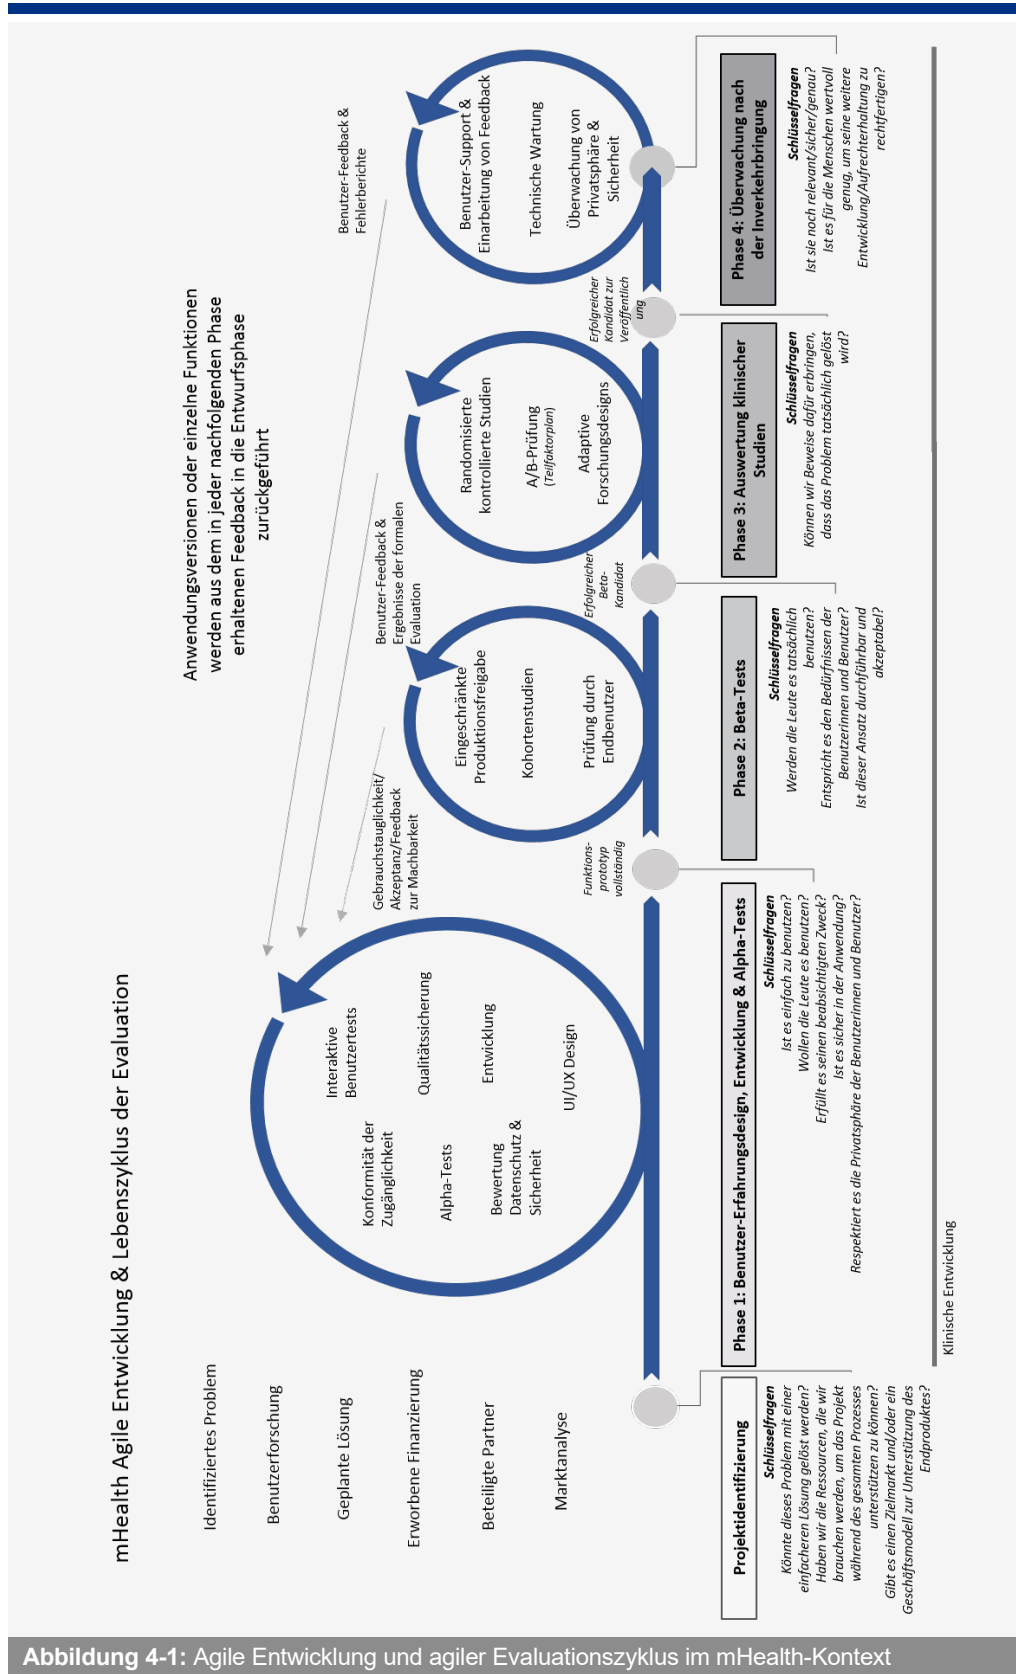 mHealth Agile Entwicklung & Lebenszyklus der Evaluation
Anwendungsversionen oder einzelne Funktionen
werden aus dem in jeder nachfolgenden Phase
erhaltenen Feedback in die Entwurfsphase
zurückgeführt
Identifiziertes Problem
Benutzerforschung
Geplante Lösung
Erworbene Finanzierung
Beteiligte Partner
Marktanalyse
Interaktive
Benutzertests
Qualitätssicherung
Entwicklung
UI/UX Design
Konformität der
Zugänglichkeit
Alpha-Tests
Bewertung
Datenschutz &
Sicherheit
Gebrauchstauglichkeit/
Akzeptanz/Feedback
zur Machbarkeit
Funktions-
prototyp
vollständig
Eingeschränkte
Produktionsfreigabe
Kohortenstudien
Prüfung durch
Endbenutzer
Benutzer-Feedback &
Ergebnisse der formalen
Evaluation
Erfolgreicher
Beta-
Kandidat
Randomisierte
kontrollierte Studien
A/B-Prüfung
(Teilfaktorplan)
Adaptive
Forschungsdesigns
Benutzer-Feedback &
Fehlerberichte
Erfolgreicher
Kandidat zur
Veröffentlich
ung
Benutzer-Support &
Einarbeitung von Feedback
Technische Wartung
Überwachung von
Privatsphäre &
Sicherheit
Projektidentifizierung
Schlüsselfragen
Könnte dieses Problem mit einer
einfacheren Lösung gelöst werden?
Haben wir die Ressourcen, die wir
brauchen werden, um das Projekt
während des gesamten Prozesses
unterstützen zu können?
Gibt es einen Zielmarkt und/oder ein
Geschäftsmodell zur Unterstützung des
Endproduktes?
Phase 1: Benutzer-Erfahrungsdesign, Entwicklung & Alpha-Tests
Schlüsselfragen
Ist es einfach zu benutzen?
Wollen die Leute es benutzen?
Erfüllt es seinen beabsichtigten Zweck?
Ist es sicher in der Anwendung?
Respektiert es die Privatsphäre der Benutzerinnen und Benutzer?
Phase 2: Beta-Tests
Schlüsselfragen
Werden die Leute es tatsächlich
benutzen?
Entspricht es den Bedürfnissen der
Benutzerinnen und Benutzer?
Ist dieser Ansatz durchführbar und
akzeptabel?
Phase 3: Auswertung klinischer
Studien
Schlüsselfragen
Können wir Beweise dafür erbringen,
dass das Problem tatsächlich gelöst
wird?
Phase 4: Überwachung nach
der Inverkehrbringung
Schlüsselfragen
Ist sie noch relevant/sicher/genau?
Ist es für die Menschen wertvoll
genug, um seine weitere
Entwicklung/Aufrechterhaltung zu
rechtfertigen?
Klinische Entwicklung
Abbildung 4-1: Agile Entwicklung und agiler Evaluationszyklus im mHealth-Kontext